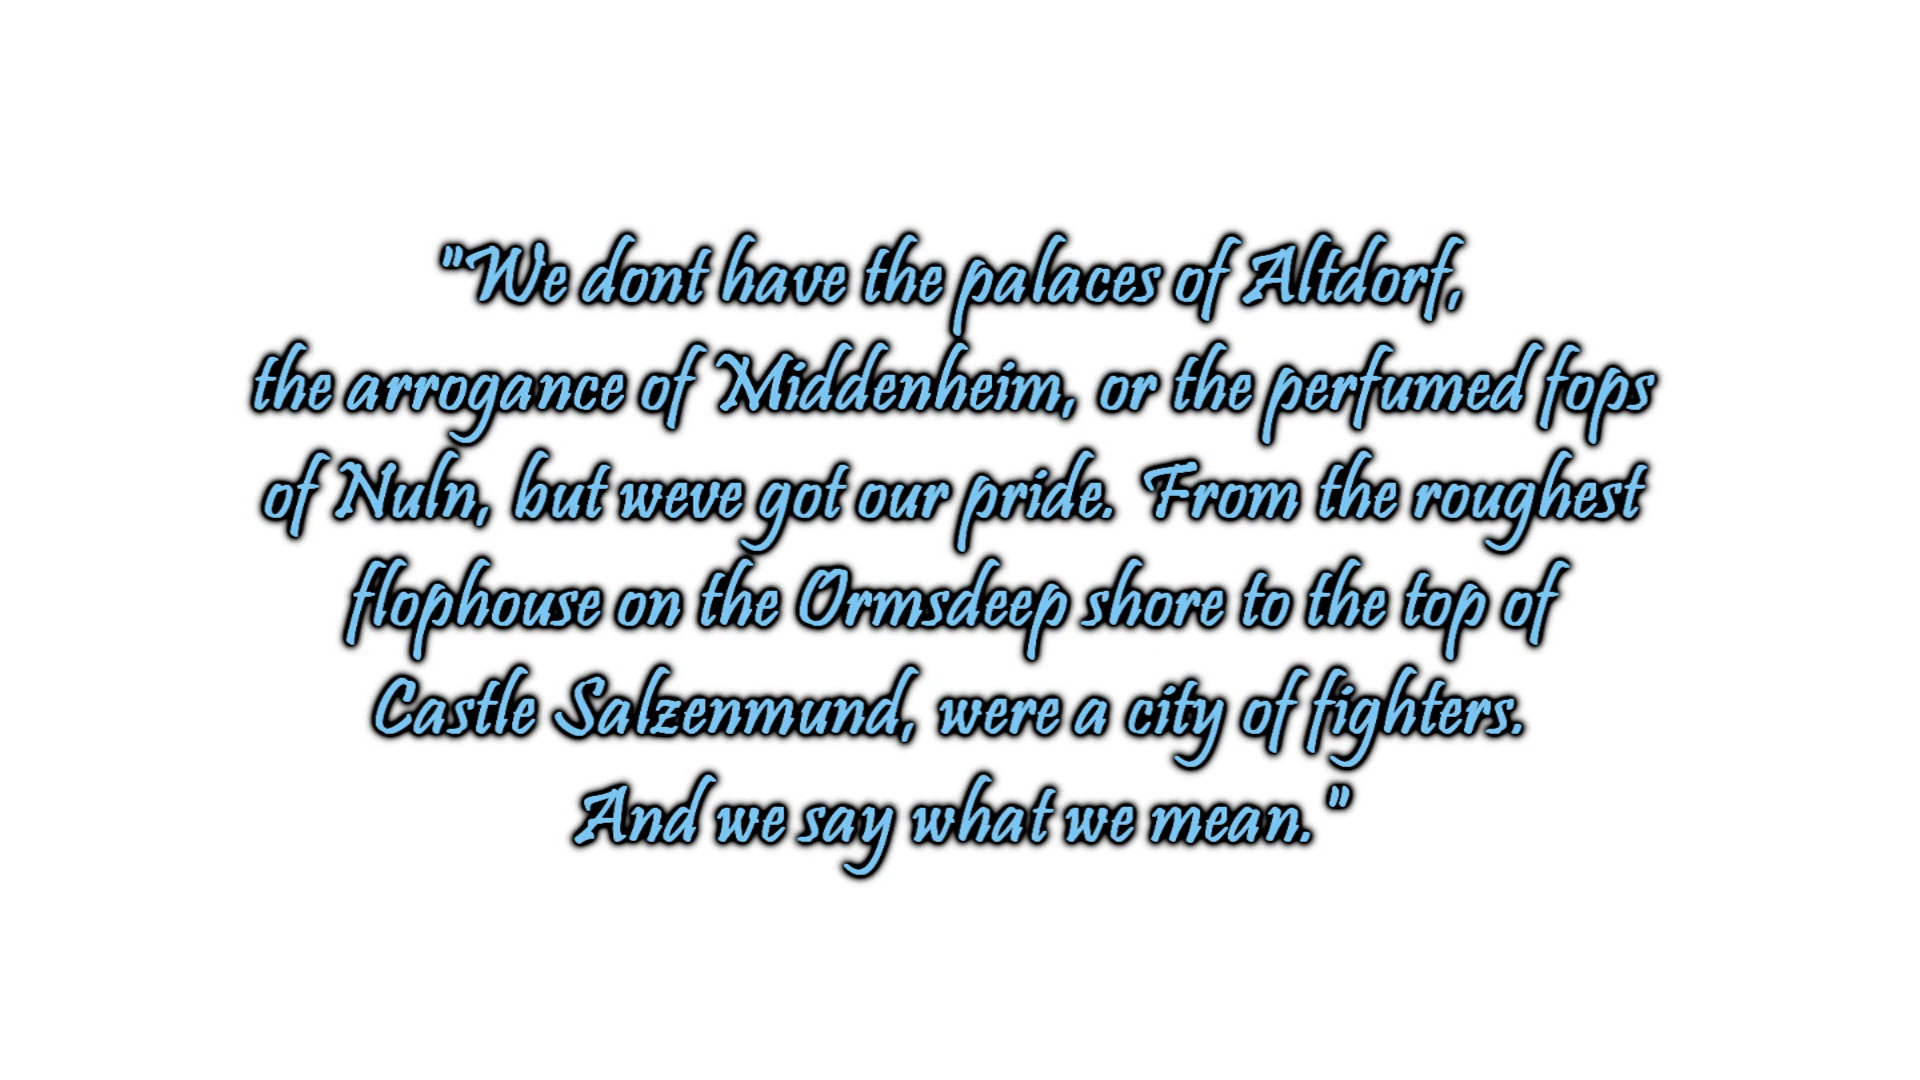 "We dont have the palaces of Altdorf,
the arrogance of Middenheim, or the perfumed fops
of Nuln, but weve got our pride. From the roughest
flophouse on the Ormsdeep shore to the top of
Castle Salzenmund, were a city of fighters.
And we say what we mean."